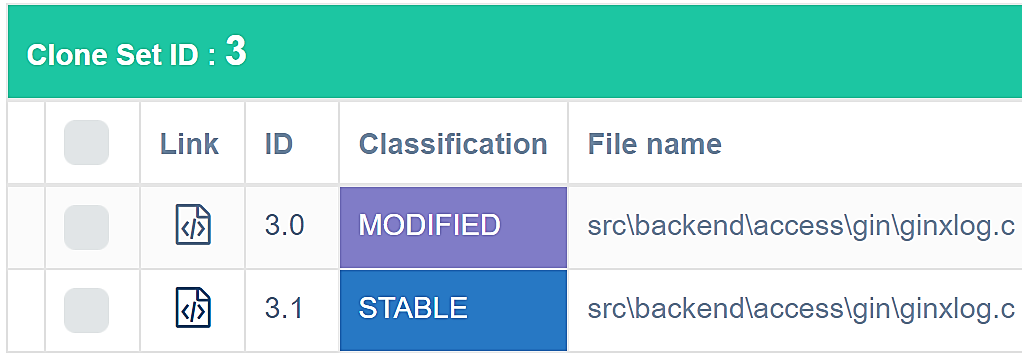 Clone Set ID : 3
Link ID Classification File name
3.0 MODIFIED src\backend\access\gin\ginxlog.c
3.1 STABLE src\backend\access\gin\ginxlog.c